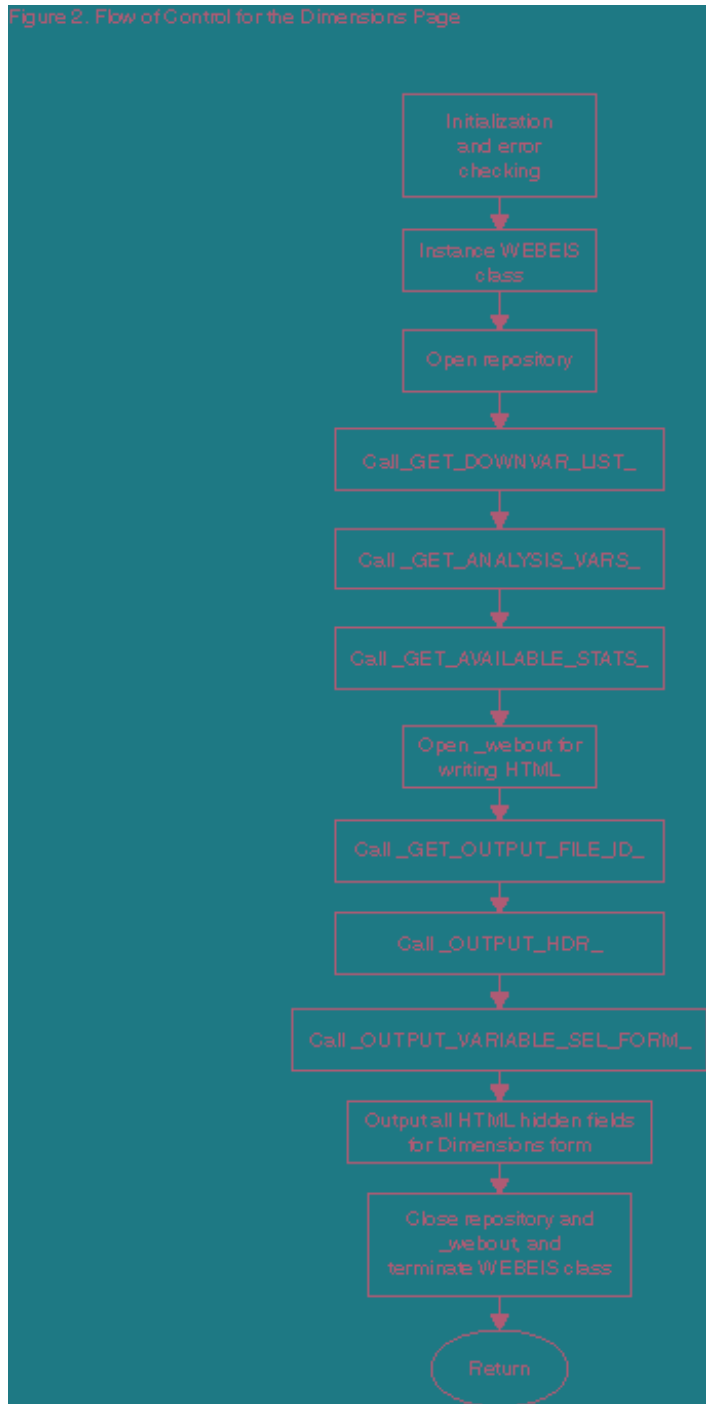 Figure 2. Flow of Control for the Dimensions Page
Initialization
and error
checking
Instance WEBEIS
class
Open repository
Call_GET_DOWNVAR_LIST_
Call _GET_ANALYSIS_VARS_
Call _GET_AVAILABLE_STATS_
Open _webout for
writing HTML
Call _GET_OUTPUT_FILE_ID_
Call _OUTPUT_HDR_
Call _OUTPUT_VARIABLE_SEL_FORM_
Output all HTML hidden fields
for Dimensions form
Close repository and
_webout, and
terminate WEBEIS class
Return